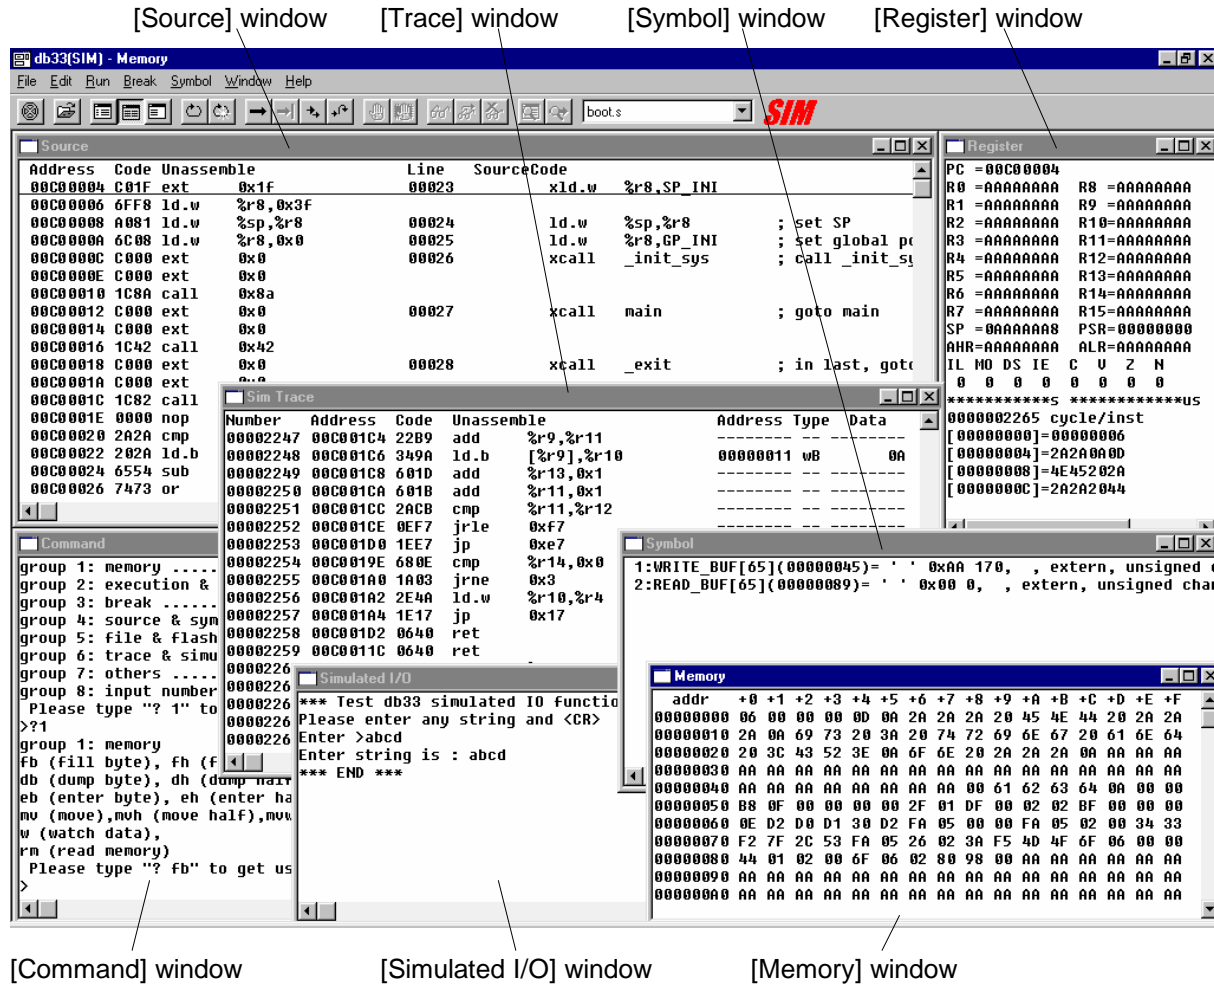 [Source] window [Trace] window [Symbol] window [Register] window
db33(SIM) - Memory
File Edit Run Break Symbol Window Help
boot.s SIM
Source
Address Code Unassemble Line SourceCode
00C00004 C01F ext 0x1f 00023 xld.w %r8,SP_INI
00C00006 6FF8 ld.w %r8,0x3f
00C00008 A081 ld.w %sp,%r8 00024 ld.w %sp,%r8 ; set SP
00C0000A 6C08 ld.w %r8,0x0 00025 ld.w %r8,GP_INI ; set global po
00C0000C C000 ext 0x0 00026 xcall _init_sys ; call _init_sy
00C0000E C000 ext 0x0
00C00010 1C8A call 0x8a
00C00012 C000 ext 0x0 00027 xcall main ; goto main
00C00014 C000 ext 0x0
00C00016 1C42 call 0x42
00C00018 C000 ext 0x0 00028 xcall _exit ; in last, goto
00C0001A C000 ext 0x0
00C0001C 1C82 call
00C0001E 0000 nop
00C00020 2A2A cmp
00C00022 202A ld.b
00C00024 6554 sub
00C00026 7473 or
Register
PC =00C00004
R0 =AAAAAAAA R8 =AAAAAAAA
R1 =AAAAAAAA R9 =AAAAAAAA
R2 =AAAAAAAA R10=AAAAAAAA
R3 =AAAAAAAA R11=AAAAAAAA
R4 =AAAAAAAA R12=AAAAAAAA
R5 =AAAAAAAA R13=AAAAAAAA
R6 =AAAAAAAA R14=AAAAAAAA
R7 =AAAAAAAA R15=AAAAAAAA
SP =0AAAAAA8 PSR=00000000
AHR=AAAAAAAA ALR=AAAAAAAA
IL MO DS IE C V Z N
0 0 0 0 0 0 0 0
***********s ************us
0000002265 cycle/inst
[00000000]=00000006
[00000004]=2A2A0A0D
[00000008]=4E45202A
[0000000C]=2A2A2044
Sim Trace
Number Address Code Unassemble Address Type Data
00002247 00C001C4 22B9 add %r9,%r11 -------- -- --------
00002248 00C001C6 349A ld.b [%r9],%r10 00000011 wB 0A
00002249 00C001C8 601D add %r13,0x1 -------- -- --------
00002250 00C001CA 601B add %r11,0x1 -------- -- --------
00002251 00C001CC 2ACB cmp %r11,%r12 -------- -- --------
00002252 00C001CE 0EF7 jrle 0xf7 -------- -- --------
00002253 00C001D0 1EE7 jp 0xe7
00002254 00C0019E 680E cmp %r14,0x0
00002255 00C001A0 1A03 jrne 0x3
00002256 00C001A2 2E4A ld.w %r10,%r4
00002257 00C001A4 1E17 jp 0x17
00002258 00C001D2 0640 ret
00002259 00C0011C 0640 ret
0000226
0000226
0000226
0000226
0000226
Command
group 1: memory .....
group 2: execution &
group 3: break ......
group 4: source & sym
group 5: file & flash
group 6: trace & simu
group 7: others .....
group 8: input number
Please type "? 1" to
>?1
group 1: memory
fb (fill byte), fh (f
db (dump byte), dh (dump half
eb (enter byte), eh (enter ha
mv (move),mvh (move half),mvw
w (watch data),
rm (read memory)
Please type "? fb" to get us
>
Symbol
1:WRITE_BUF[65](00000045)= ' ' 0xAA 170, , extern, unsigned c
2:READ_BUF[65](00000089)= ' ' 0x00 0, , extern, unsigned char
Simulated I/O
*** Test db33 simulated IO functio
Please enter any string and <CR>
Enter >abcd
Enter string is : abcd
*** END ***
Memory
addr +0 +1 +2 +3 +4 +5 +6 +7 +8 +9 +A +B +C +D +E +F
00000000 06 00 00 00 0D 0A 2A 2A 2A 20 45 4E 44 20 2A 2A
00000010 2A 0A 69 73 20 3A 20 74 72 69 6E 67 20 61 6E 64
00000020 20 3C 43 52 3E 0A 6F 6E 20 2A 2A 2A 0A AA AA AA
00000030 AA AA AA AA AA AA AA AA AA AA AA AA AA AA AA AA
00000040 AA AA AA AA AA AA AA AA 00 61 62 63 64 0A 00 00
00000050 B8 0F 00 00 00 00 2F 01 DF 00 02 02 BF 00 00 00
00000060 0E D2 D0 D1 30 D2 FA 05 00 00 FA 05 02 00 34 33
00000070 F2 7F 2C 53 FA 05 26 02 3A F5 4D 4F 6F 06 00 00
00000080 44 01 02 00 6F 06 02 80 98 00 AA AA AA AA AA AA
00000090 AA AA AA AA AA AA AA AA AA AA AA AA AA AA AA AA
000000A0 AA AA AA AA AA AA AA AA AA AA AA AA AA AA AA AA
[Command] window [Simulated I/O] window [Memory] window